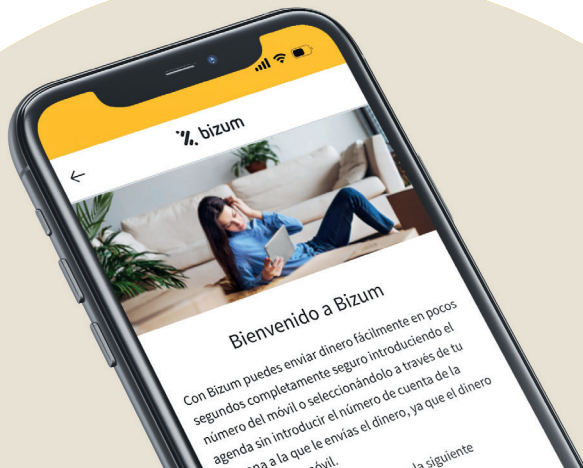 bizum
Bienvenido a Bizum
Con Bizum puedes enviar dinero fácilmente en pocos
segundos completamente seguro introduciendo el
número del móvil o seleccionándolo a través de tu
agenda sin introducir el número de cuenta de la
a la que le envías el dinero, ya que el dinero
la siguiente